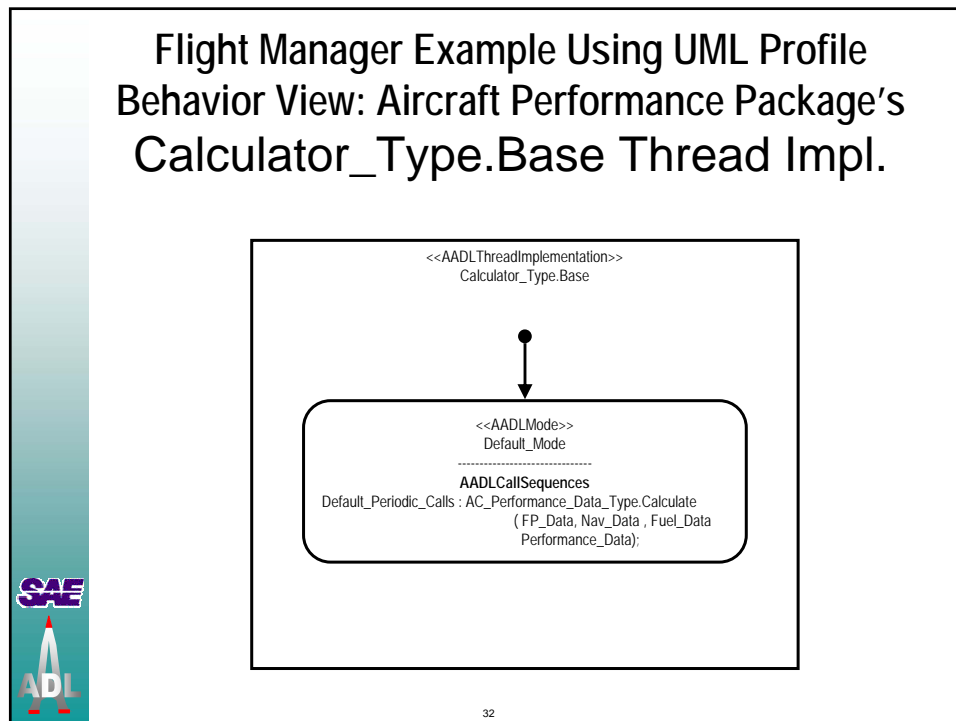 Flight Manager Example Using UML Profile
Behavior View: Aircraft Performance Package's
Calculator_Type.Base Thread Impl.
<<AADLThreadImplementation>>
Calculator_Type.Base
<<AADLMode>>
Default_Mode
-------------------------------
AADLCallSequences
Default_Periodic_Calls : AC_Performance_Data_Type.Calculate
( FP_Data, Nav_Data , Fuel_Data
Performance_Data);
SAE
ADL
32